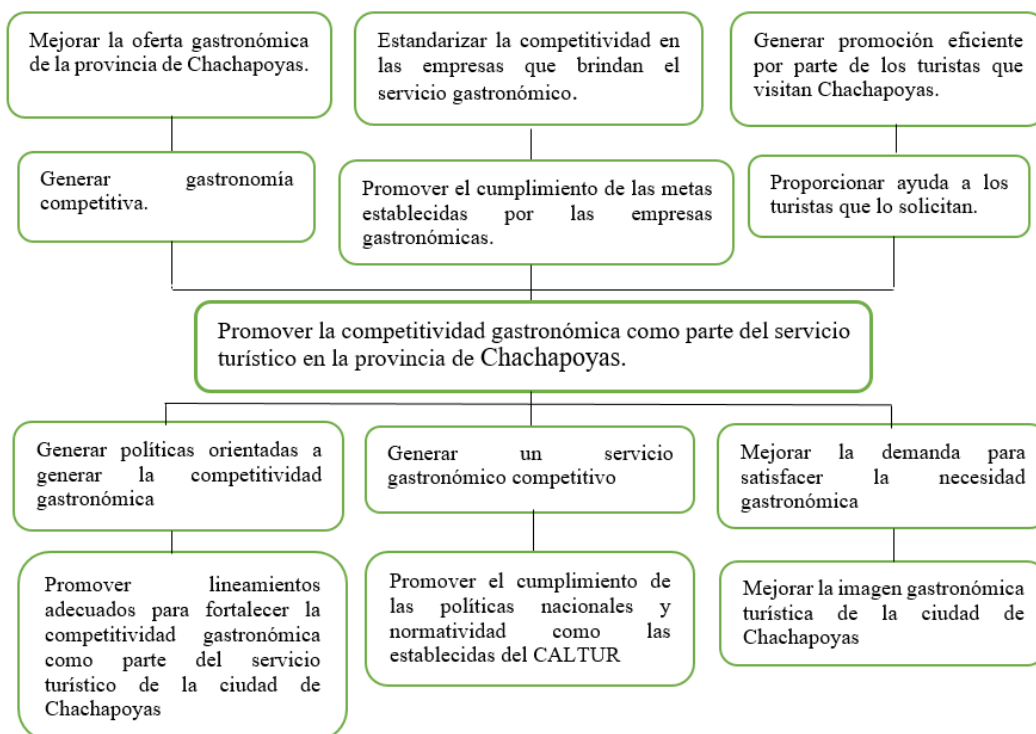 Mejorar la oferta gastronómica
de la provincia de Chachapoyas.
Estandarizar la competitividad en
las empresas que brindan el
servicio gastronómico.
Generar promoción eficiente
por parte de los turistas que
visitan Chachapoyas.
Generar gastronomía
competitiva.
Promover el cumplimiento de las metas
establecidas por las empresas
gastronómicas.
Proporcionar ayuda a los
turistas que lo solicitan.
Promover la competitividad gastronómica como parte del servicio
turístico en la provincia de Chachapoyas.
Generar políticas orientadas a
generar la competitividad
gastronómica
Generar un servicio
gastronómico competitivo
Mejorar la demanda para
satisfacer la necesidad
gastronómica
Promover lineamientos
adecuados para fortalecer la
competitividad gastronómica
como parte del servicio
turístico de la ciudad de
Chachapoyas
Promover el cumplimiento de
las políticas nacionales y
normatividad como las
establecidas del CALTUR
Mejorar la imagen gastronómica
turística de la ciudad de
Chachapoyas